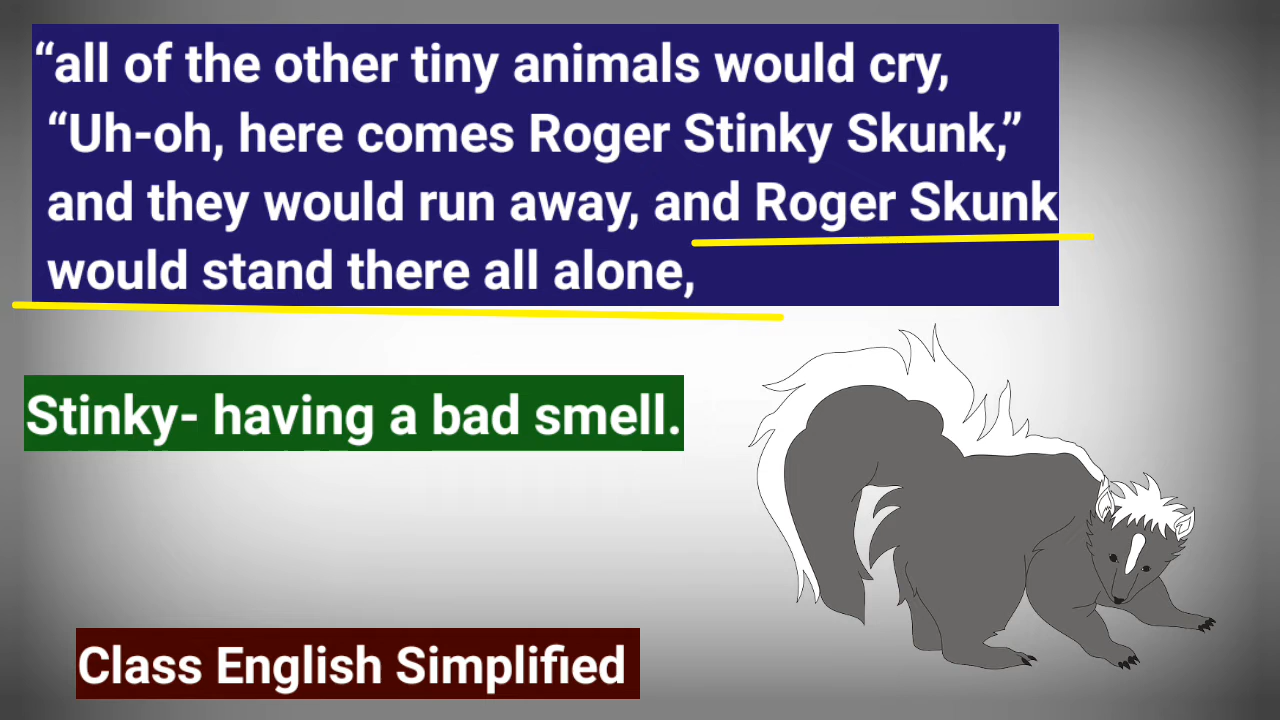 “all of the other tiny animals would cry,
“Uh-oh, here comes Roger Stinky Skunk,”
and they would run away, and Roger Skunk
would stand there all alone,
Stinky- having a bad smell.
Class English Simplified